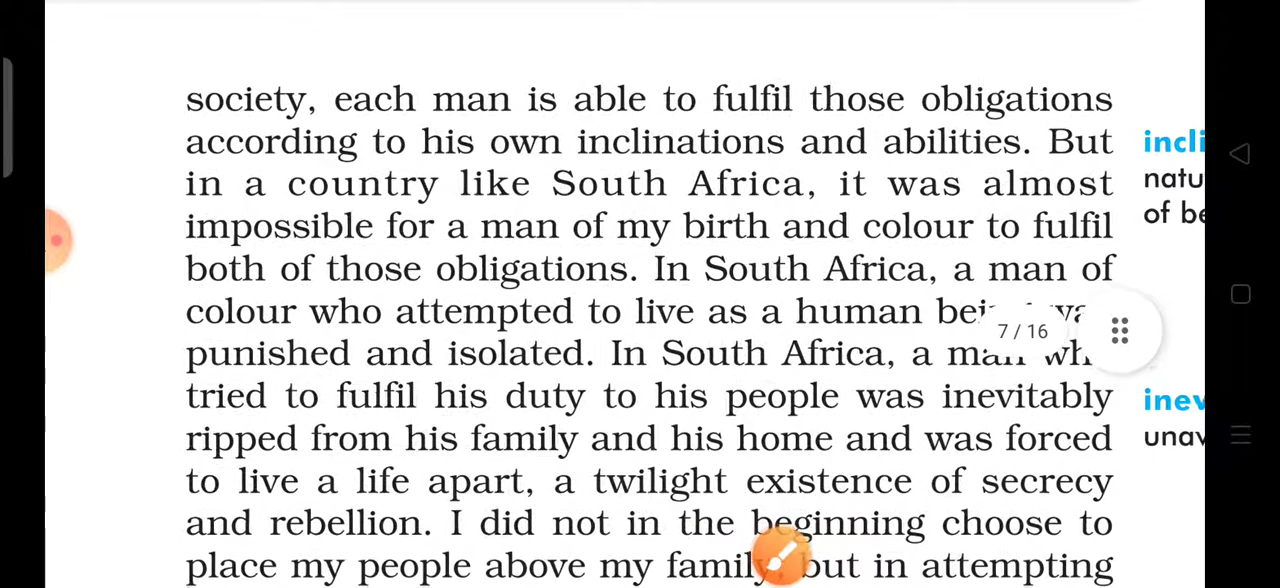 society, each man is able to fulfil those obligations
according to his own inclinations and abilities. But
in a country like South Africa, it was almost
impossible for a man of my birth and colour to fulfil
both of those obligations. In South Africa, a man of
colour who attempted to live as a human
punished and isolated. In South Africa, a
tried to fulfil his duty to his people was inevitably
ripped from his family and his home and was forced
to live a life apart, a twilight existence of secrecy
and rebellion. I did not in the beginning choose to
place my people above my family, but in attempting
incli
natu
of be
7 / 16
inev
unav